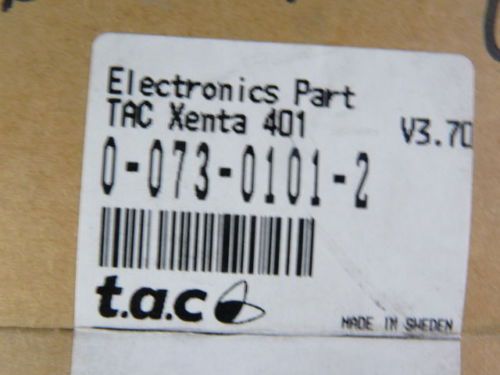 Electronics Part
TAC Xenta 401 V3.70
0-073-0101-2
t.a.c
MADE IN SWEDEN